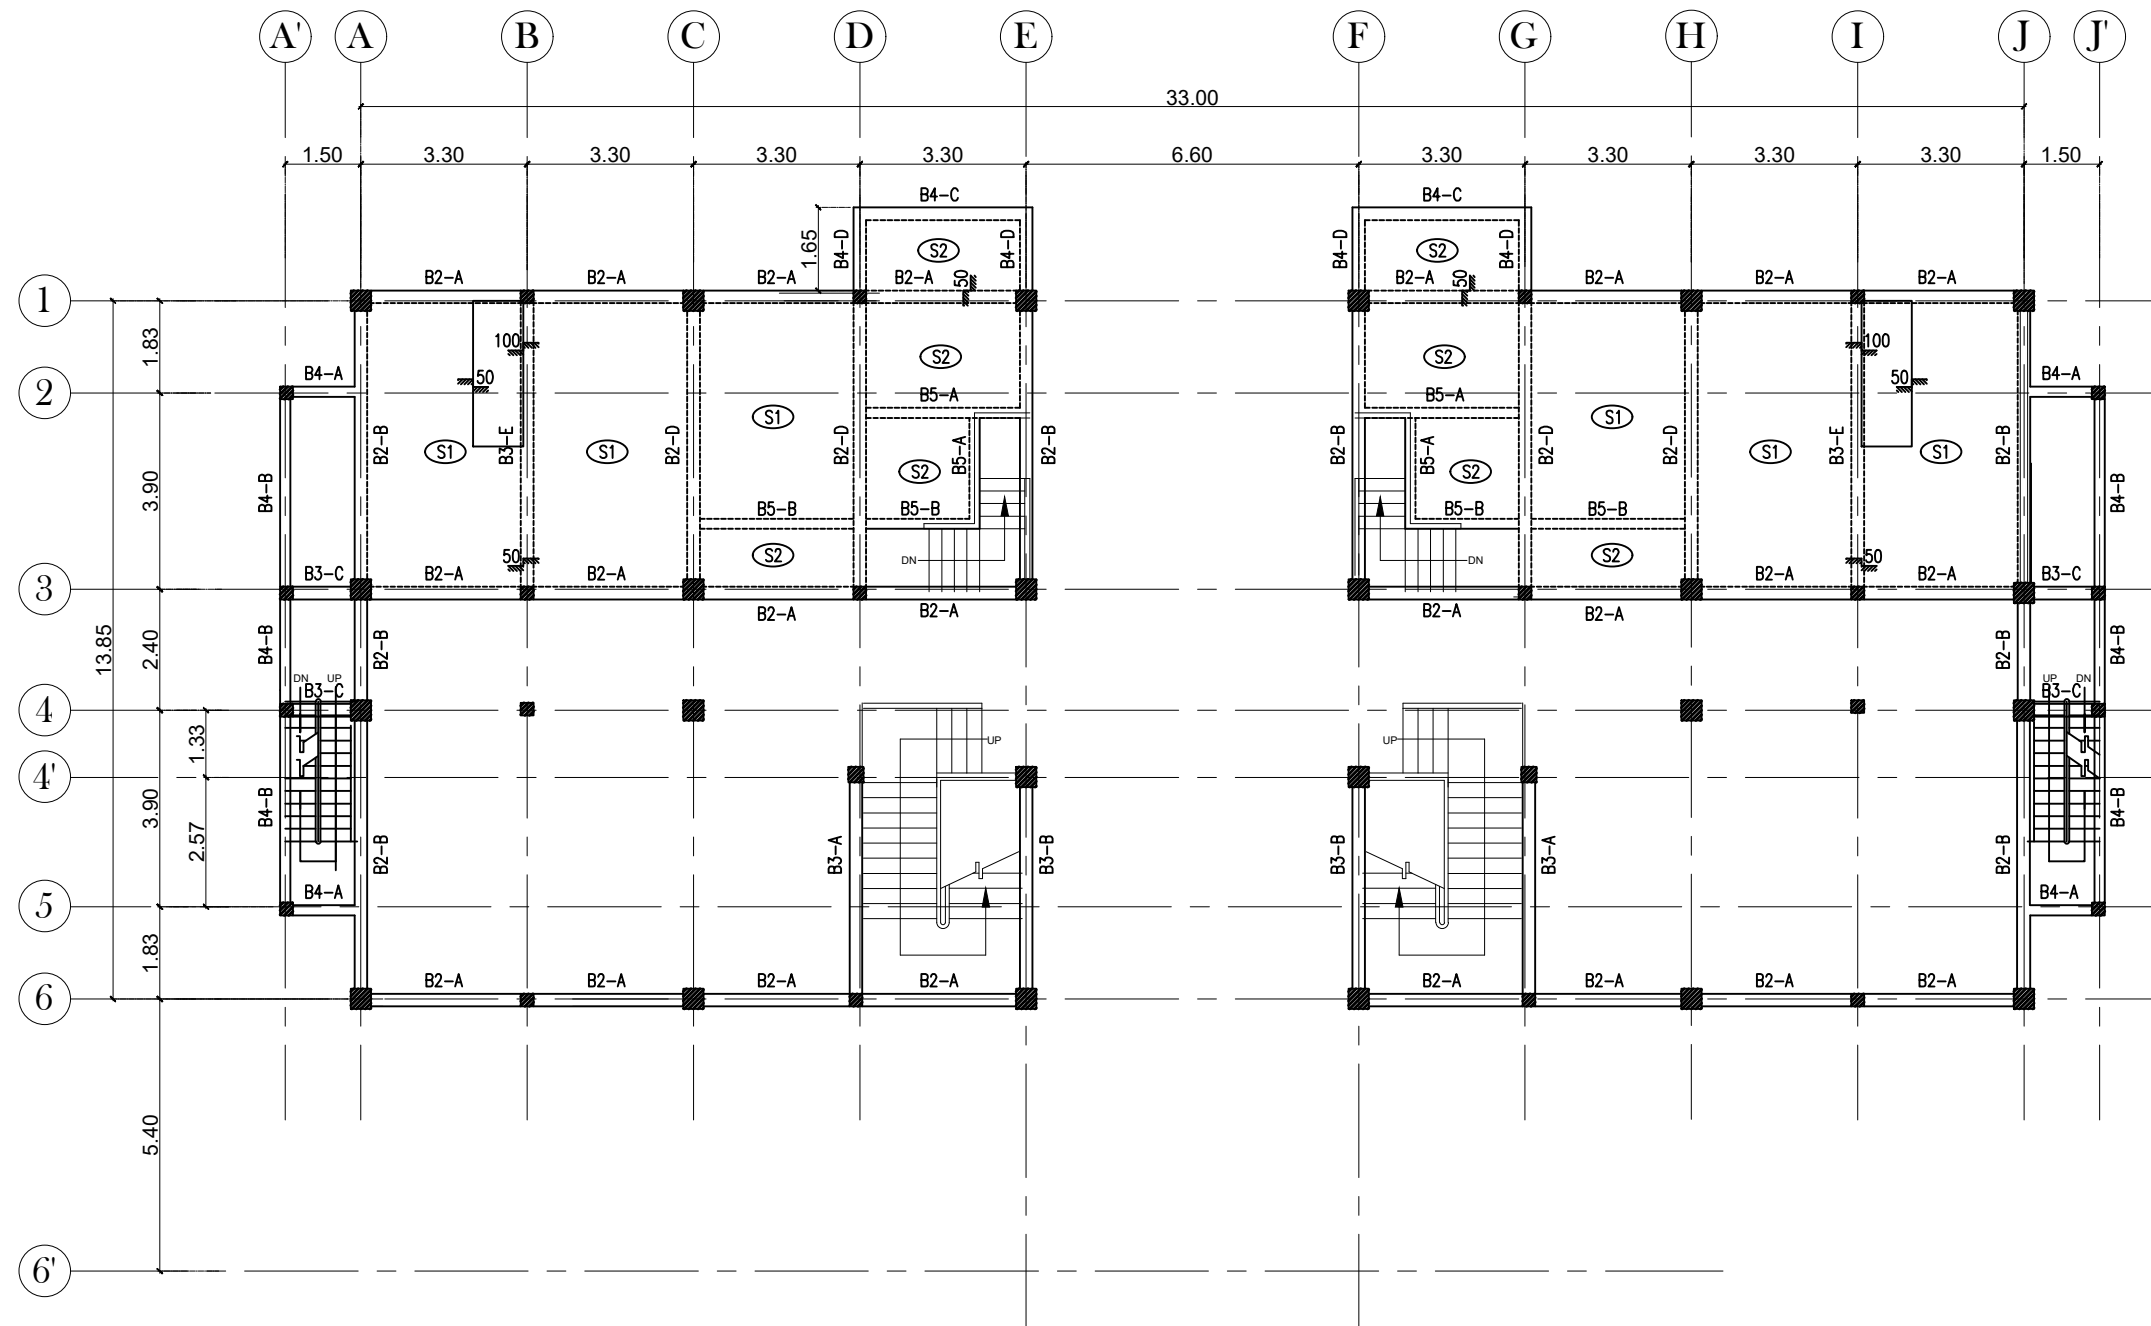 A' A B C D E F G H I J J'
33.00
1.50 3.30 3.30 3.30 3.30 6.60 3.30 3.30 3.30 3.30 1.50
B4-C B4-C
1.65 B4-D S2 B4-D B4-D S2 B4-D
B2-A B2-A B2-A B2-A 50 B2-A 50 B2-A B2-A B2-A
1
1.83 100 S2 S2 100
B4-A 50 50 B4-A
2
B5-A B5-A
S1 S1
B4-B B2-B S1 B3-E S1 B2-D B2-D S2 B5-A B2-B B2-B B5-A S2 B2-D S1 B2-D S1 B3-E S1 B2-B B4-B
3.90
B5-B B5-B B5-B B5-B
50 S2 DN DN S2 50
B3-C B2-A B2-A B2-A B2-A B3-C
3
B2-A B2-A B2-A B2-A
13.85 2.40 B4-B B2-B B2-B B4-B
DN UP UP DN
B3-C B3-C
4
1.33 UP UP
4'
3.90 B4-B B4-B
2.57 B2-B B3-A B3-B B3-B B3-A B2-B
B4-A B4-A
5
1.83
B2-A B2-A B2-A B2-A B2-A B2-A B2-A B2-A
6
5.40
6'